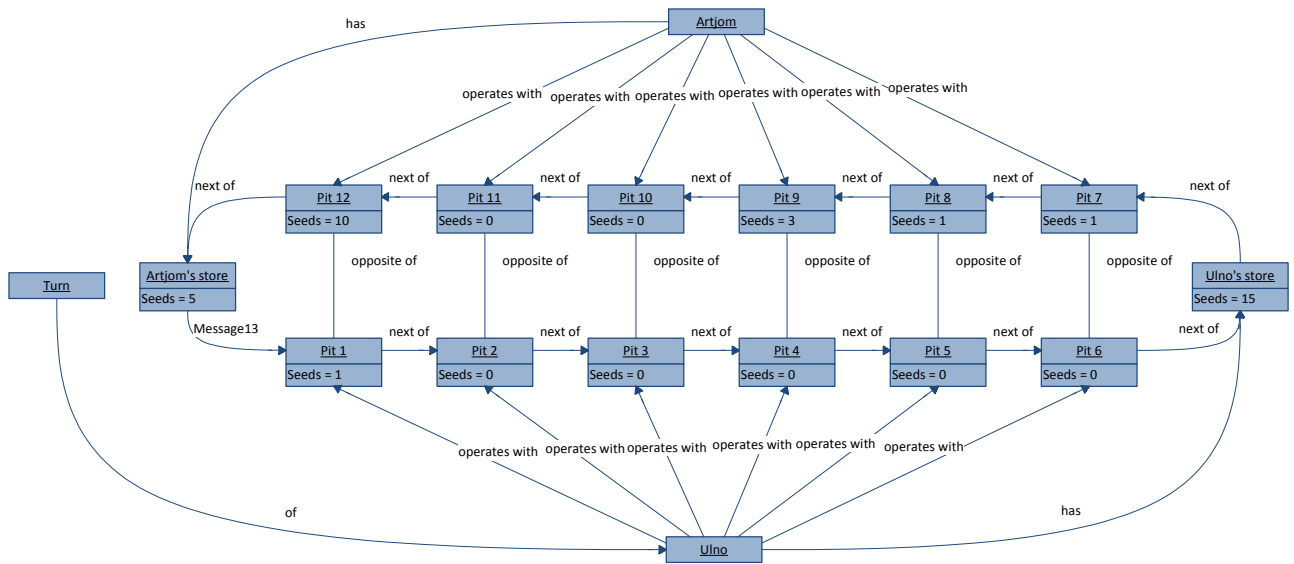 Artjom
has
operates with operates with operates with operates with operates with operates with
next of next of next of next of next of next of next of
Pit 12 Pit 11 Pit 10 Pit 9 Pit 8 Pit 7
Seeds = 10 Seeds = 0 Seeds = 0 Seeds = 3 Seeds = 1 Seeds = 1
opposite of opposite of opposite of opposite of opposite of opposite of
Turn Artjom's store Ulno's store
Seeds = 5 Seeds = 15
Message13 next of next of next of next of next of next of
Pit 1 Pit 2 Pit 3 Pit 4 Pit 5 Pit 6
Seeds = 1 Seeds = 0 Seeds = 0 Seeds = 0 Seeds = 0 Seeds = 0
operates with operates with operates with operates with operates with operates with
of has
Ulno